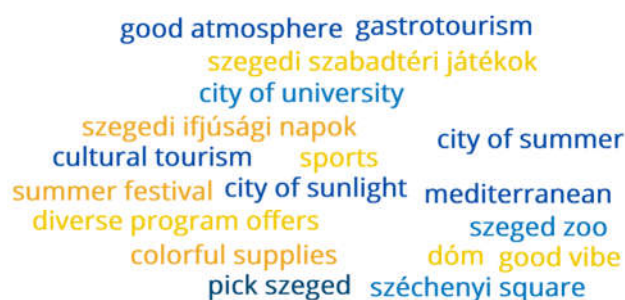 good atmosphere gastrotourism
szegedi szabadtéri játékok
city of university
szegedi ifjúsági napok
city of summer
cultural tourism sports
summer festival city of sunlight mediterranean
diverse program offers szeged zoo
colorful supplies dóm good vibe
pick szeged széchenyi square